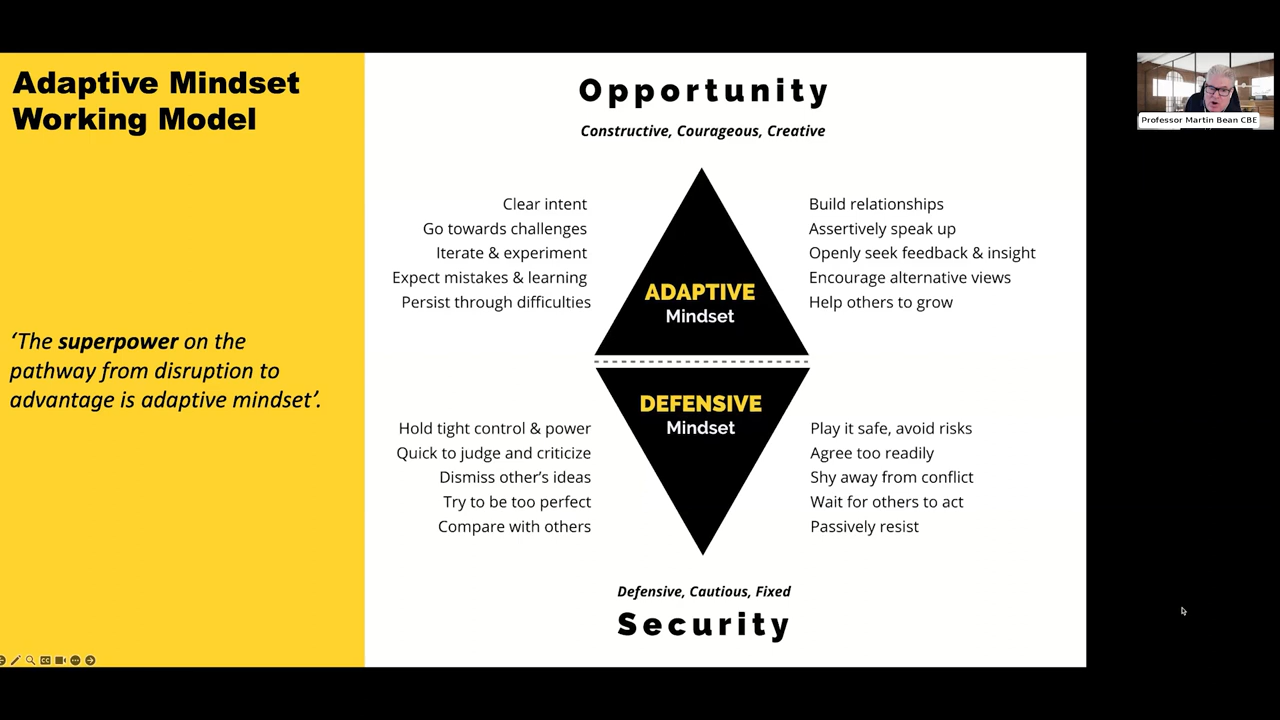 Adaptive Mindset
Working Model
‘The superpower on the
pathway from disruption to
advantage is adaptive mindset’.
Opportunity
Constructive, Courageous, Creative
Clear intent
Go towards challenges
Iterate & experiment
Expect mistakes & learning
Persist through difficulties
ADAPTIVE
Mindset
Build relationships
Assertively speak up
Openly seek feedback & insight
Encourage alternative views
Help others to grow
DEFENSIVE
Mindset
Hold tight control & power
Quick to judge and criticize
Dismiss other’s ideas
Try to be too perfect
Compare with others
Play it safe, avoid risks
Agree too readily
Shy away from conflict
Wait for others to act
Passively resist
Defensive, Cautious, Fixed
Security
Professor Martin Bean CBE